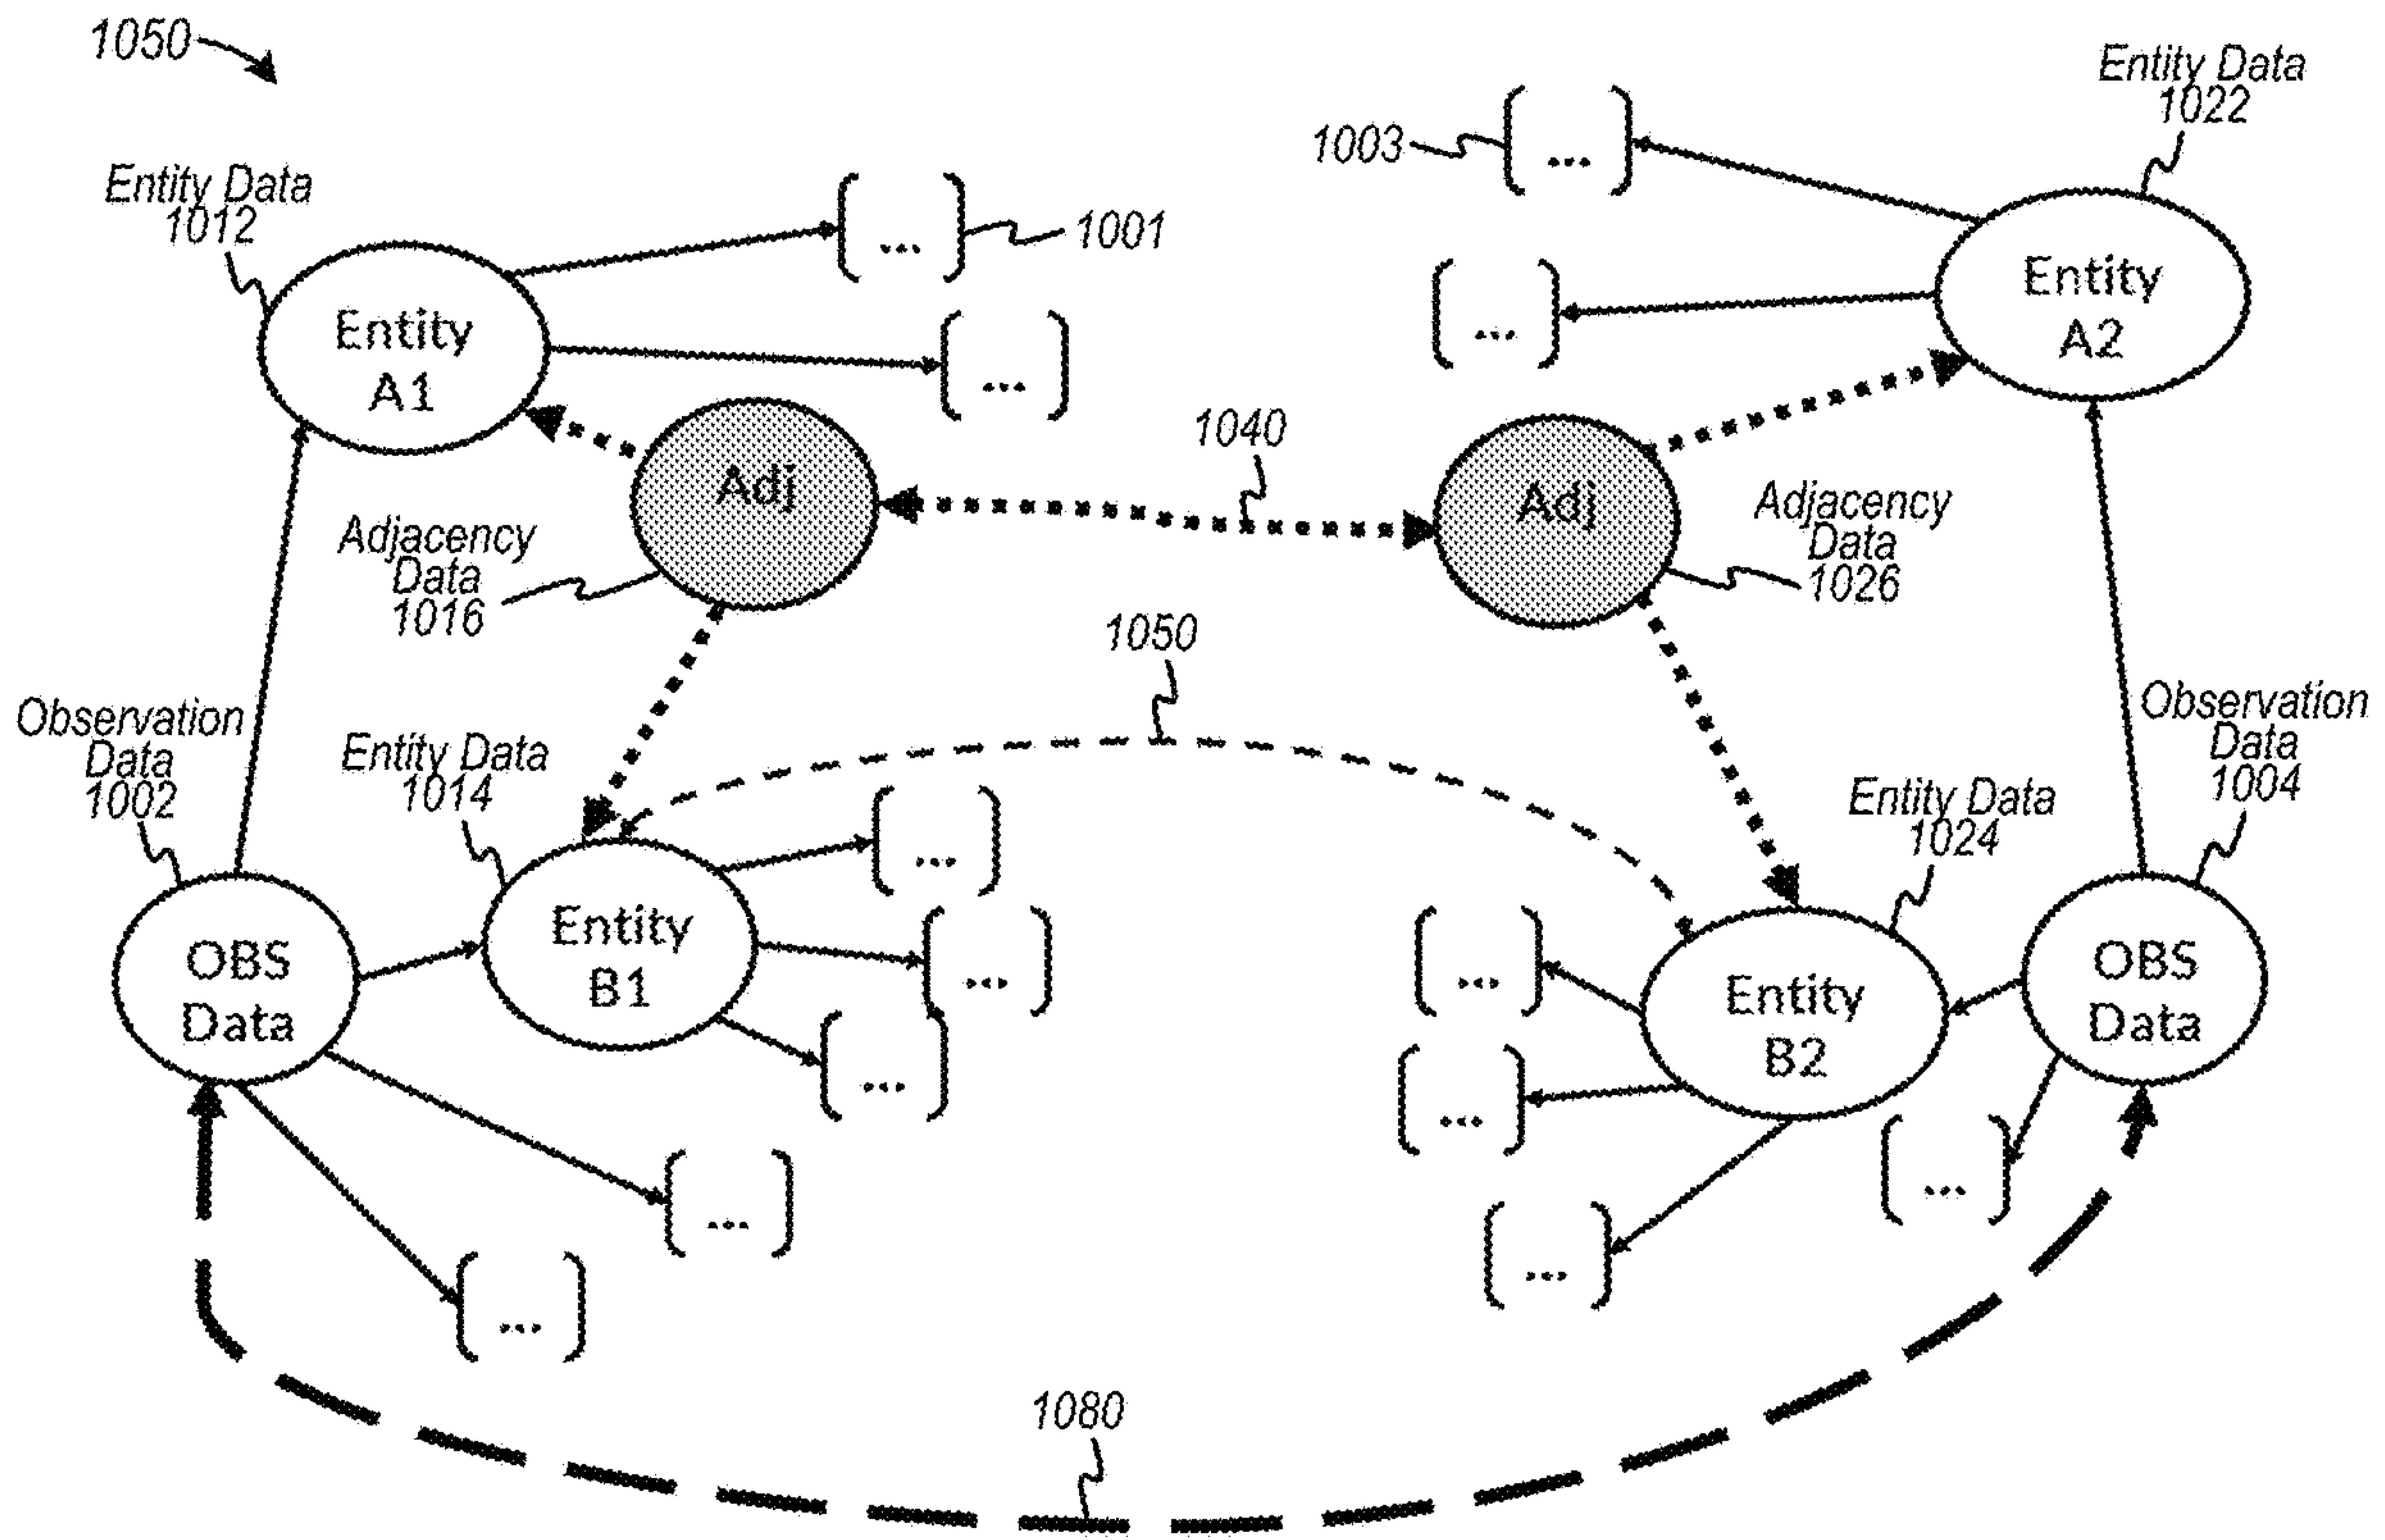 1050
Entity Data
1022
1003
[...]
Entity Data
1012
[...]
1001
Entity
A2
[...]
Entity
A1
[...]
1040
Adj
Adj
Adjacency
Data
1026
Adjacency
Data
1016
1050
Observation
Data
1002
Entity Data
1014
Observation
Data
1004
Entity Data
1024
[...]
Entity
B1
[...]
[...]
OBS
Data
[...]
Entity
B2
OBS
Data
[...]
[...]
[...]
[...]
[...]
1080